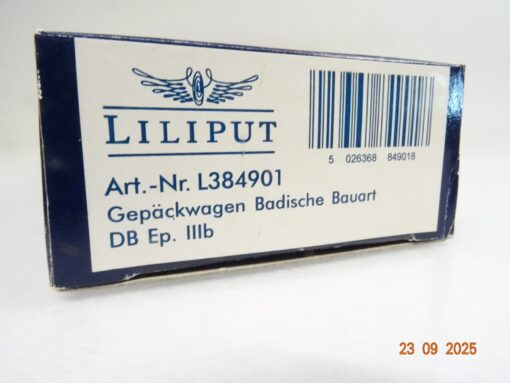 LILIPUT
5 026368 849018
Art.-Nr. L384901
Gepäckwagen Badische Bauart
DB Ep. IIIb
23 09 2025